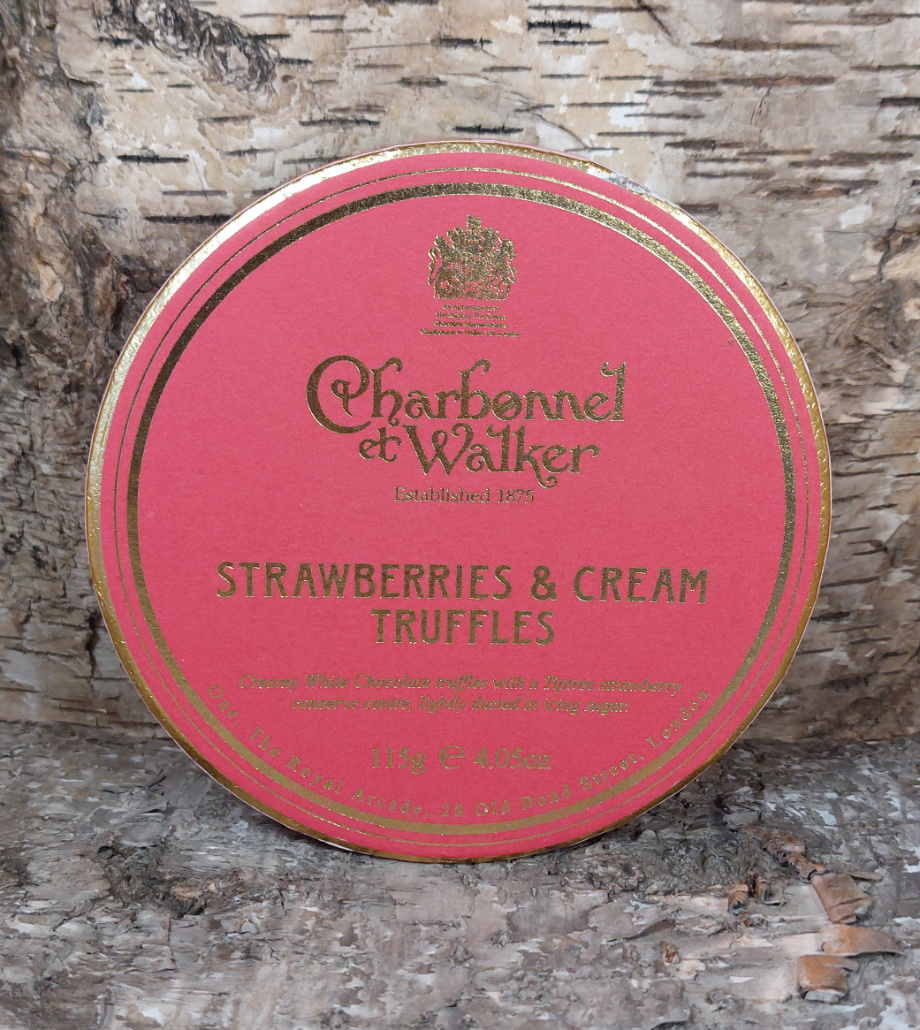 Charbonnel
et Walker
Established 1875
STRAWBERRIES & CREAM
TRUFFLES
Creamy White Chocolate truffles with a Tiptree strawberry
conserve centre, lightly dusted in icing sugar.
115g ℮ 4.05oz
One, The Royal Arcade, 28 Old Bond Street, London